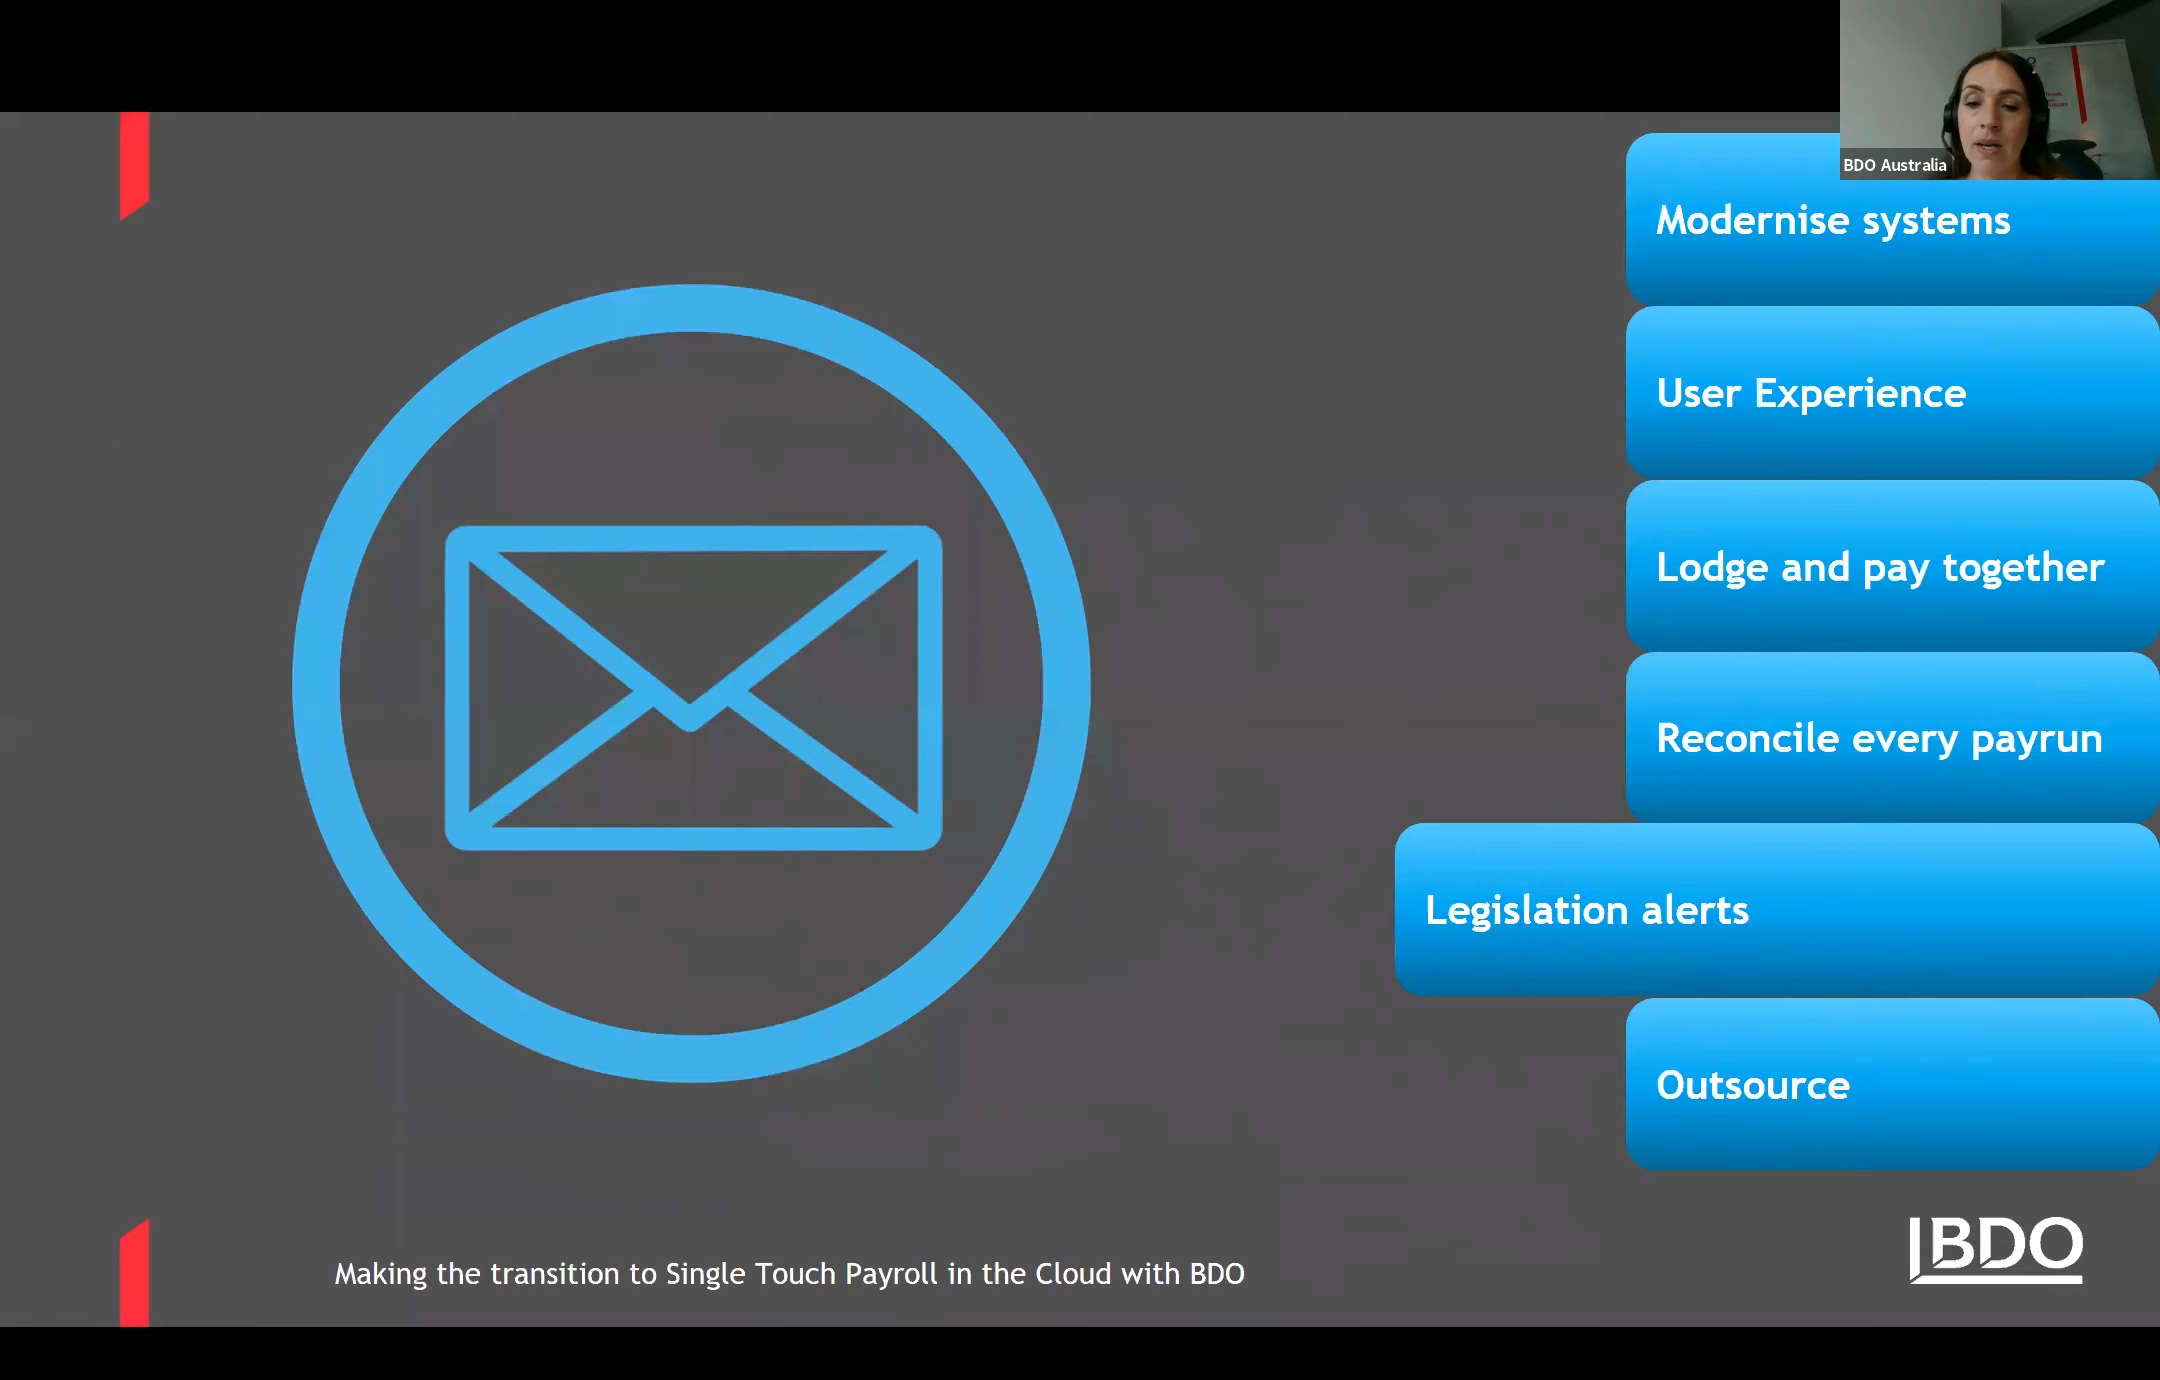 BDO Australia
Modernise systems
User Experience
Lodge and pay together
Reconcile every payrun
Legislation alerts
Outsource
Making the transition to Single Touch Payroll in the Cloud with BDO
BDO